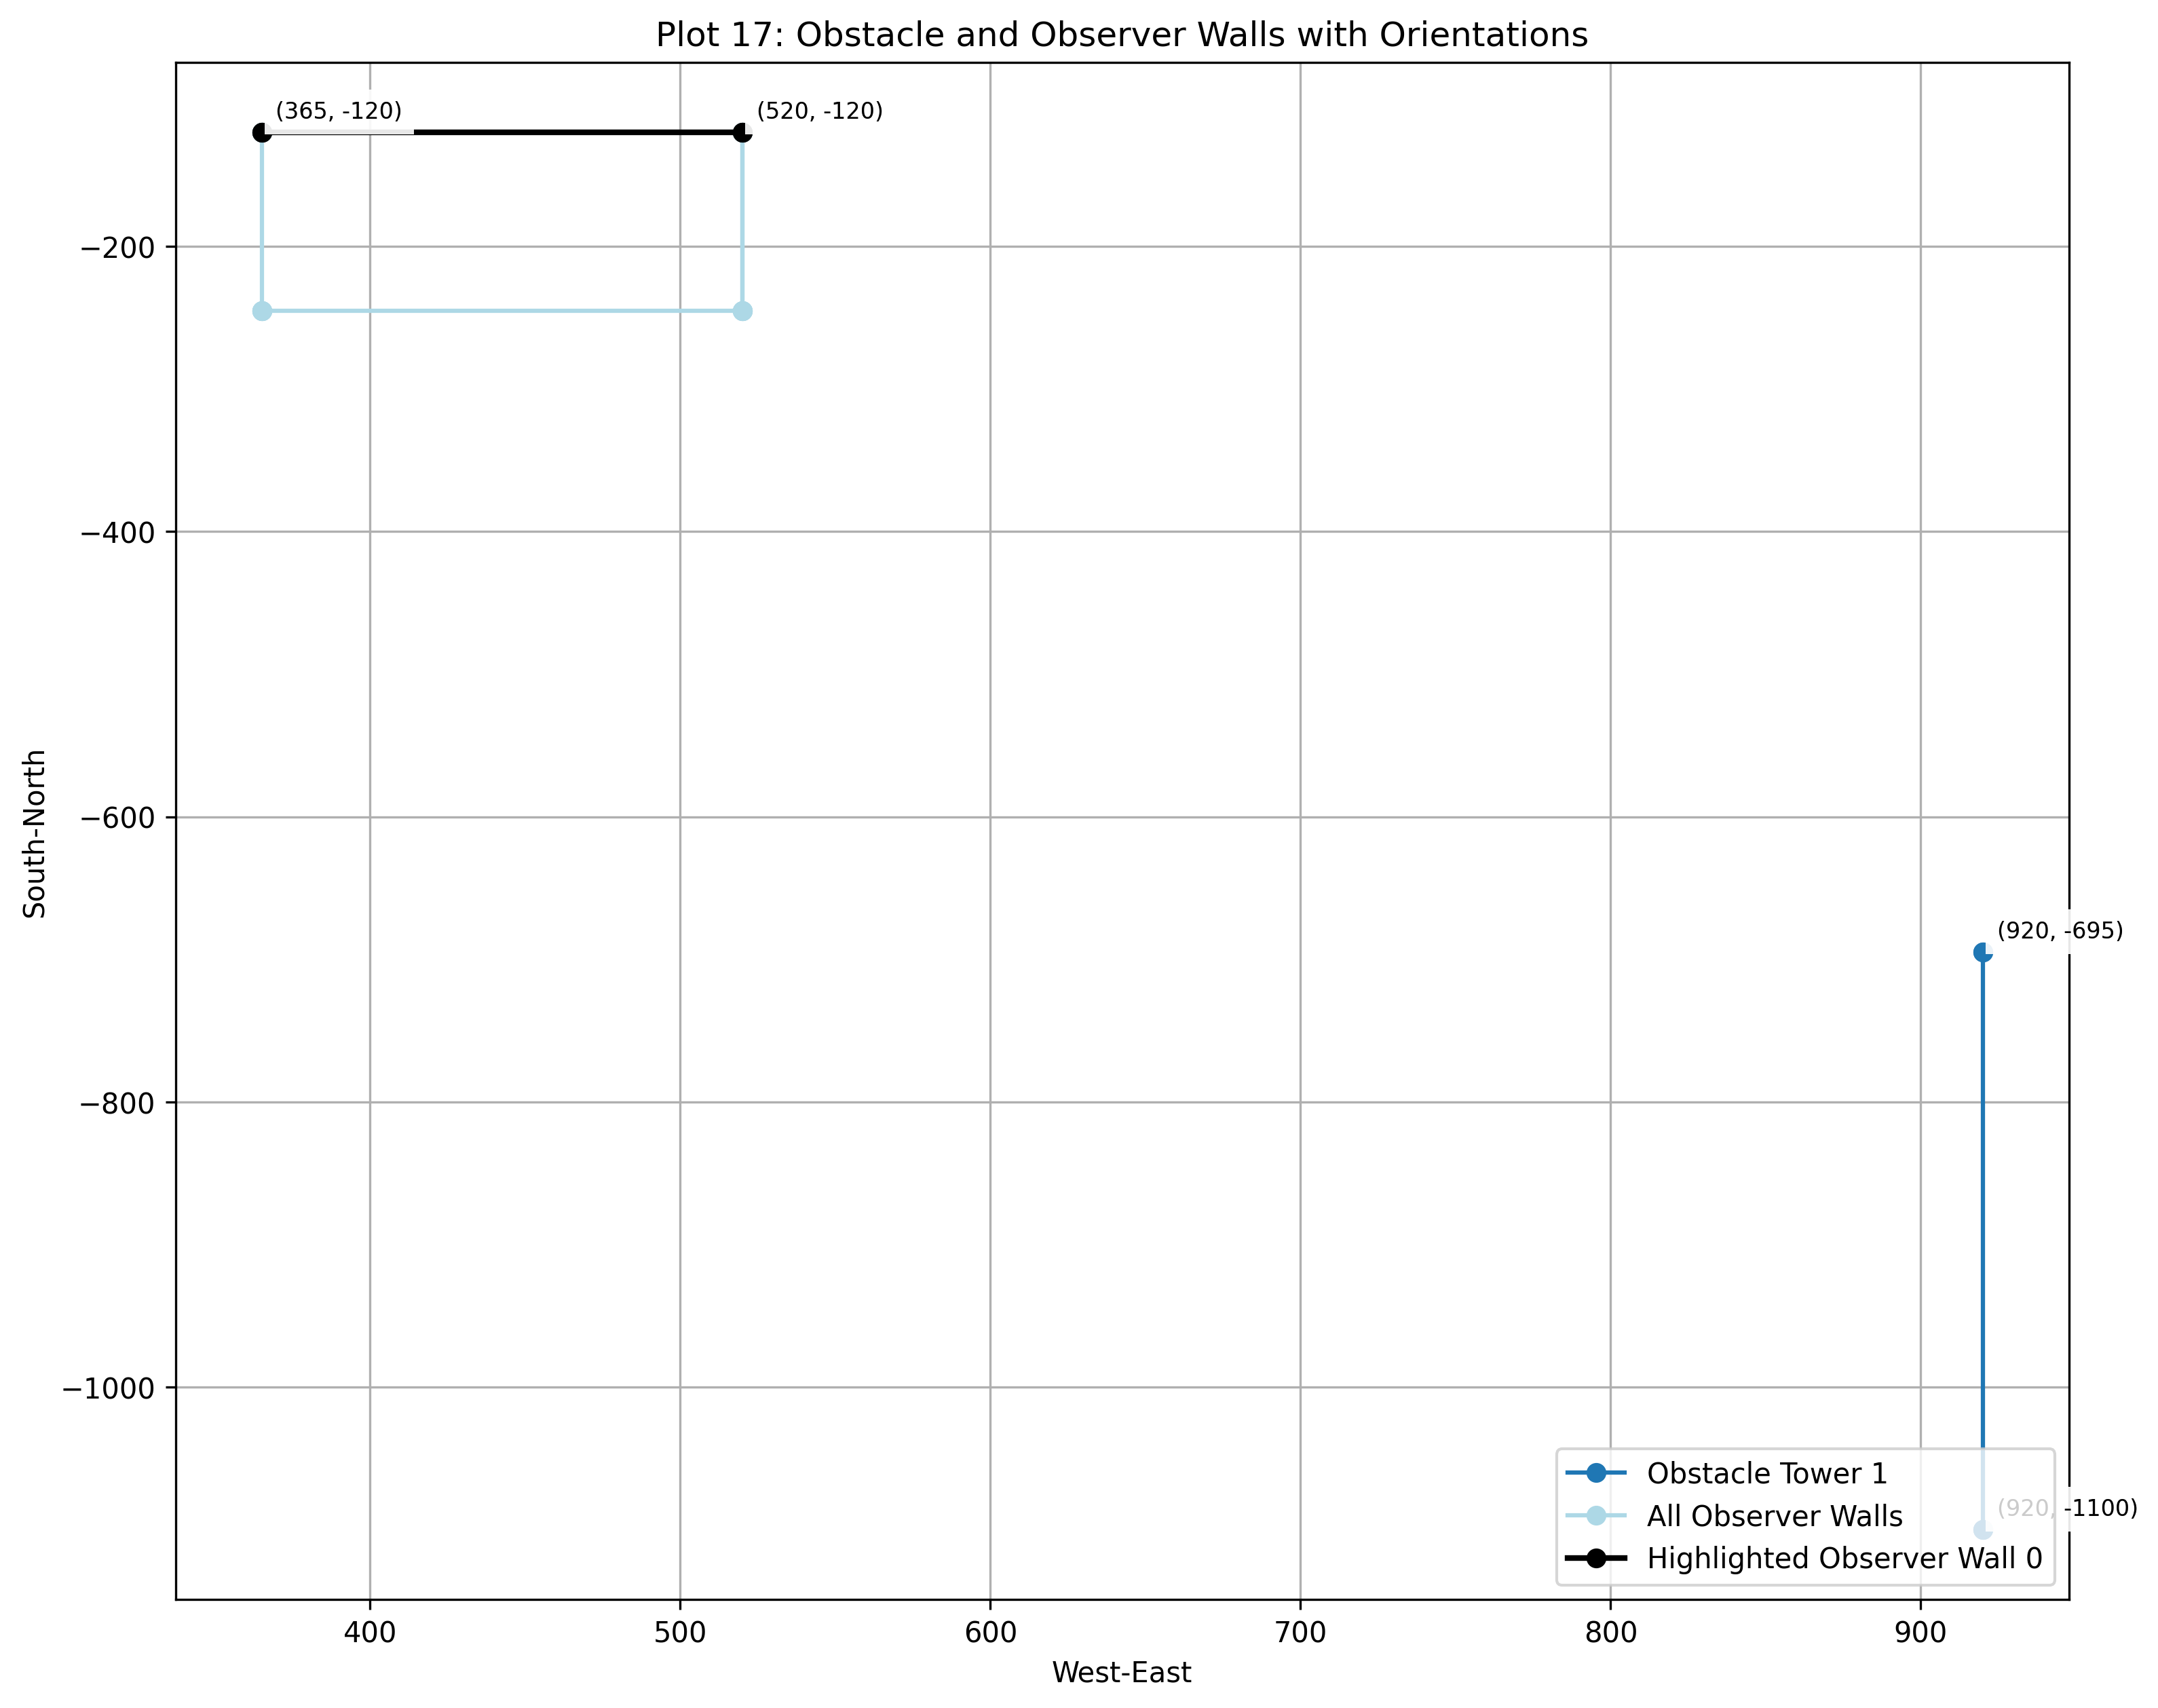 Plot 17: Obstacle and Observer Walls with Orientations
(365, -120)
(520, -120)
−200
−400
−600
−800
−1000
South-North
(920, -695)
(920, -1100)
Obstacle Tower 1
All Observer Walls
Highlighted Observer Wall 0
400
500
600
700
800
900
West-East